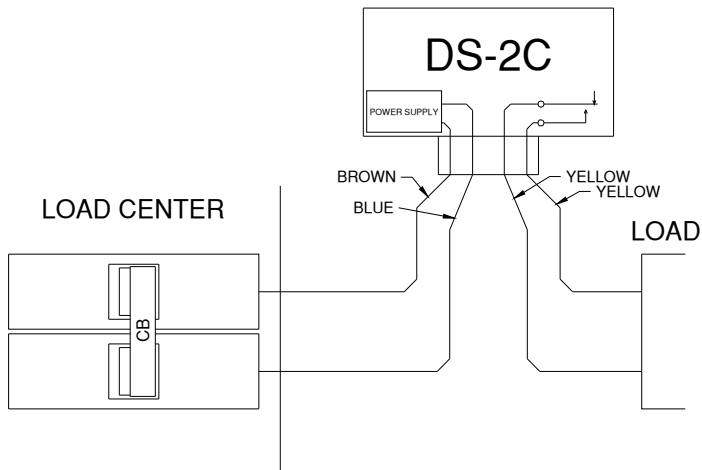 DS-2C
POWER SUPPLY
BROWN
YELLOW
YELLOW
BLUE
LOAD CENTER
LOAD
CB